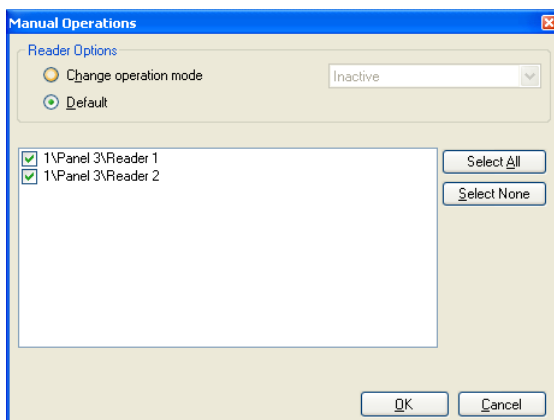 Manual Operations
Reader Options
Change operation mode
Inactive
Default
1\Panel 3\Reader 1
1\Panel 3\Reader 2
Select All
Select None
OK
Cancel